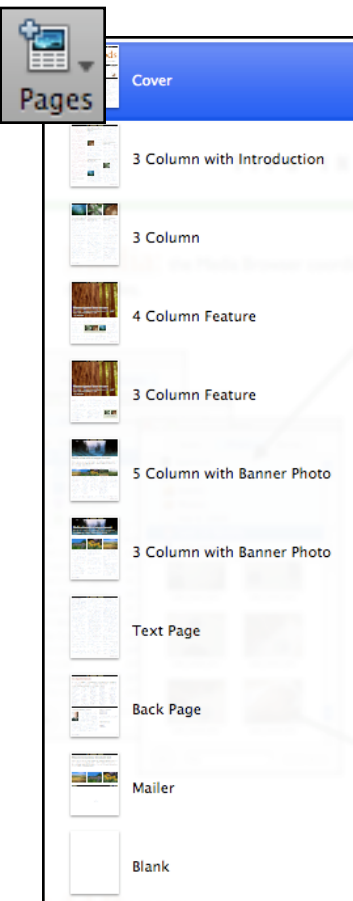 Pages
Cover
3 Column with Introduction
3 Column
4 Column Feature
3 Column Feature
5 Column with Banner Photo
3 Column with Banner Photo
Text Page
Back Page
Mailer
Blank